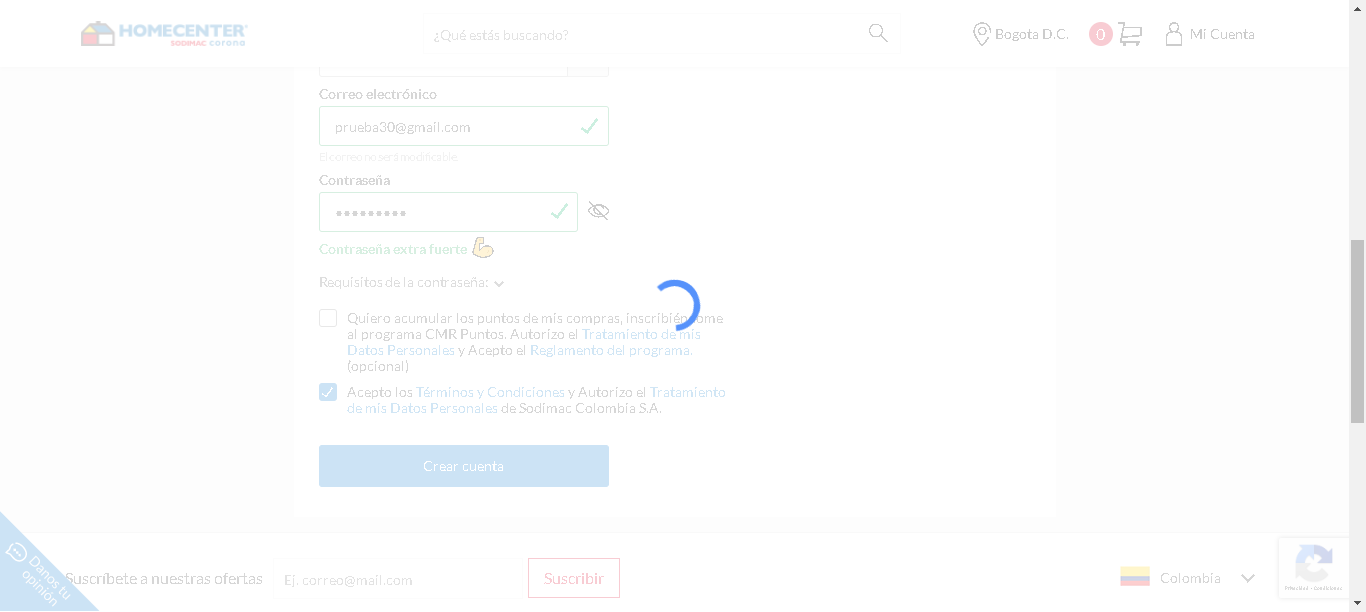 HOMECENTER
SODIMAC corona
¿Qué estás buscando?
Bogota D.C.
0
Mi Cuenta
Correo electrónico
prueba30@gmail.com
El correo no será modificable.
Contraseña
Contraseña extra fuerte
Requisitos de la contraseña:
Quiero acumular los puntos de mis compras, inscribiéndome
al programa CMR Puntos. Autorizo el Tratamiento de mis
Datos Personales y Acepto el Reglamento del programa.
(opcional)
Acepto los Términos y Condiciones y Autorizo el Tratamiento
de mis Datos Personales de Sodimac Colombia S.A.
Crear cuenta
Danos tu
opinión
Suscríbete a nuestras ofertas
Ej. correo@mail.com
Suscribir
Colombia
Privacidad - Condiciones